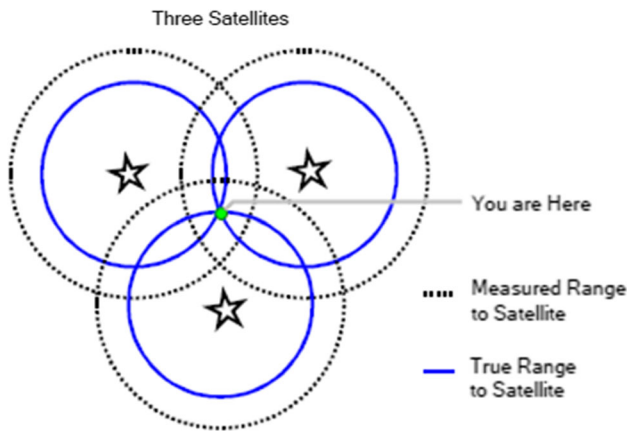 Three Satellites
You are Here
Measured Range
to Satellite
True Range
to Satellite